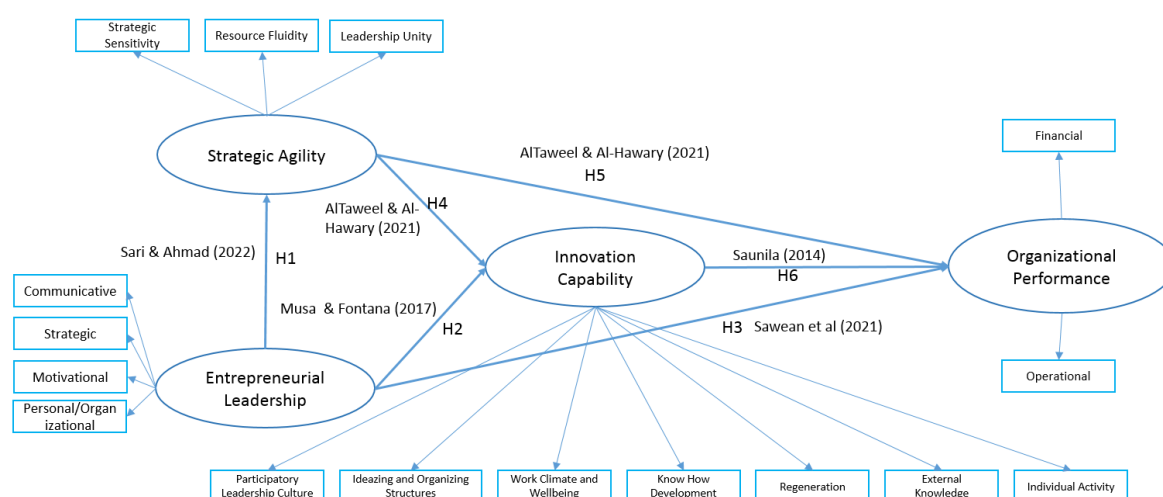 Strategic
Sensitivity
Resource Fluidity
Leadership Unity
Strategic Agility
AlTaweel & Al-Hawary (2021)
H5
Financial
AlTaweel & Al-
Hawary (2021)
H4
Sari & Ahmad (2022)
H1
Innovation
Capability
Saunila (2014)
H6
Organizational
Performance
Communicative
Strategic
Motivational
Personal/Organ
izational
Musa & Fontana (2017)
H2
H3
Sawean et al (2021)
Entrepreneurial
Leadership
Operational
Participatory
Leadership Culture
Ideazing and Organizing
Structures
Work Climate and
Wellbeing
Know How
Development
Regeneration
External
Knowledge
Individual Activity